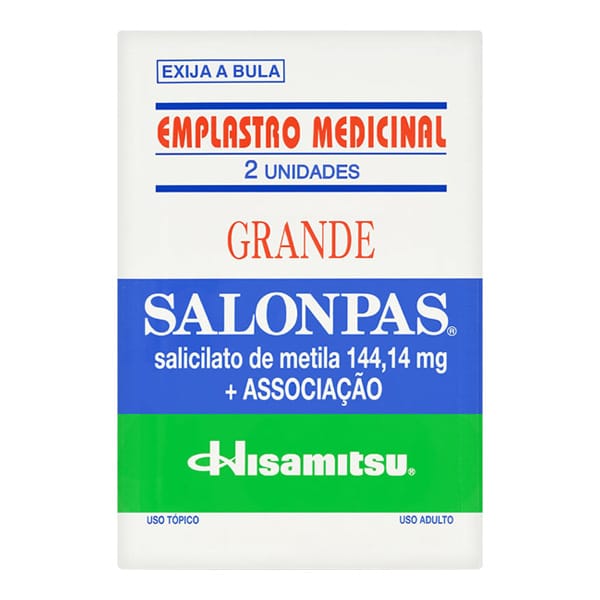 EXIJA A BULA
EMPLASTRO MEDICINAL
2 UNIDADES
GRANDE
SALONPAS®
salicilato de metila 144,14 mg
+ ASSOCIAÇÃO
Hisamitsu®
USO TÓPICO
USO ADULTO